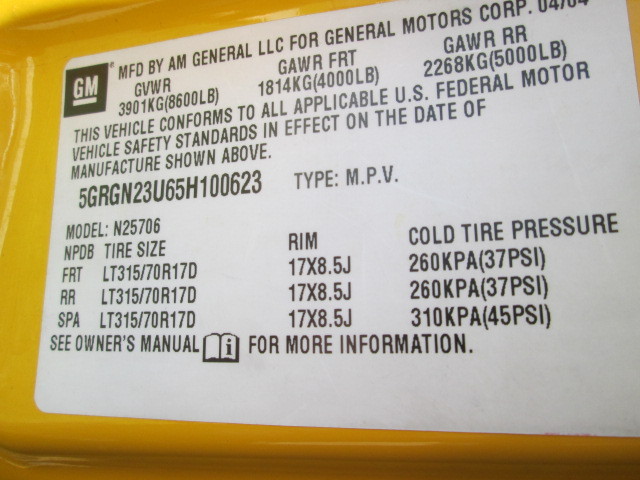 GM
MFD BY AM GENERAL LLC FOR GENERAL MOTORS CORP. 04/04
GVWR GAWR FRT GAWR RR
3901KG(8600LB) 1814KG(4000LB) 2268KG(5000LB)
THIS VEHICLE CONFORMS TO ALL APPLICABLE U.S. FEDERAL MOTOR
VEHICLE SAFETY STANDARDS IN EFFECT ON THE DATE OF
MANUFACTURE SHOWN ABOVE.
5GRGN23U65H100623 TYPE: M.P.V.
MODEL: N25706
NPDB TIRE SIZE RIM COLD TIRE PRESSURE
FRT LT315/70R17D 17X8.5J 260KPA(37PSI)
RR LT315/70R17D 17X8.5J 260KPA(37PSI)
SPA LT315/70R17D 17X8.5J 310KPA(45PSI)
SEE OWNER'S MANUAL i FOR MORE INFORMATION.